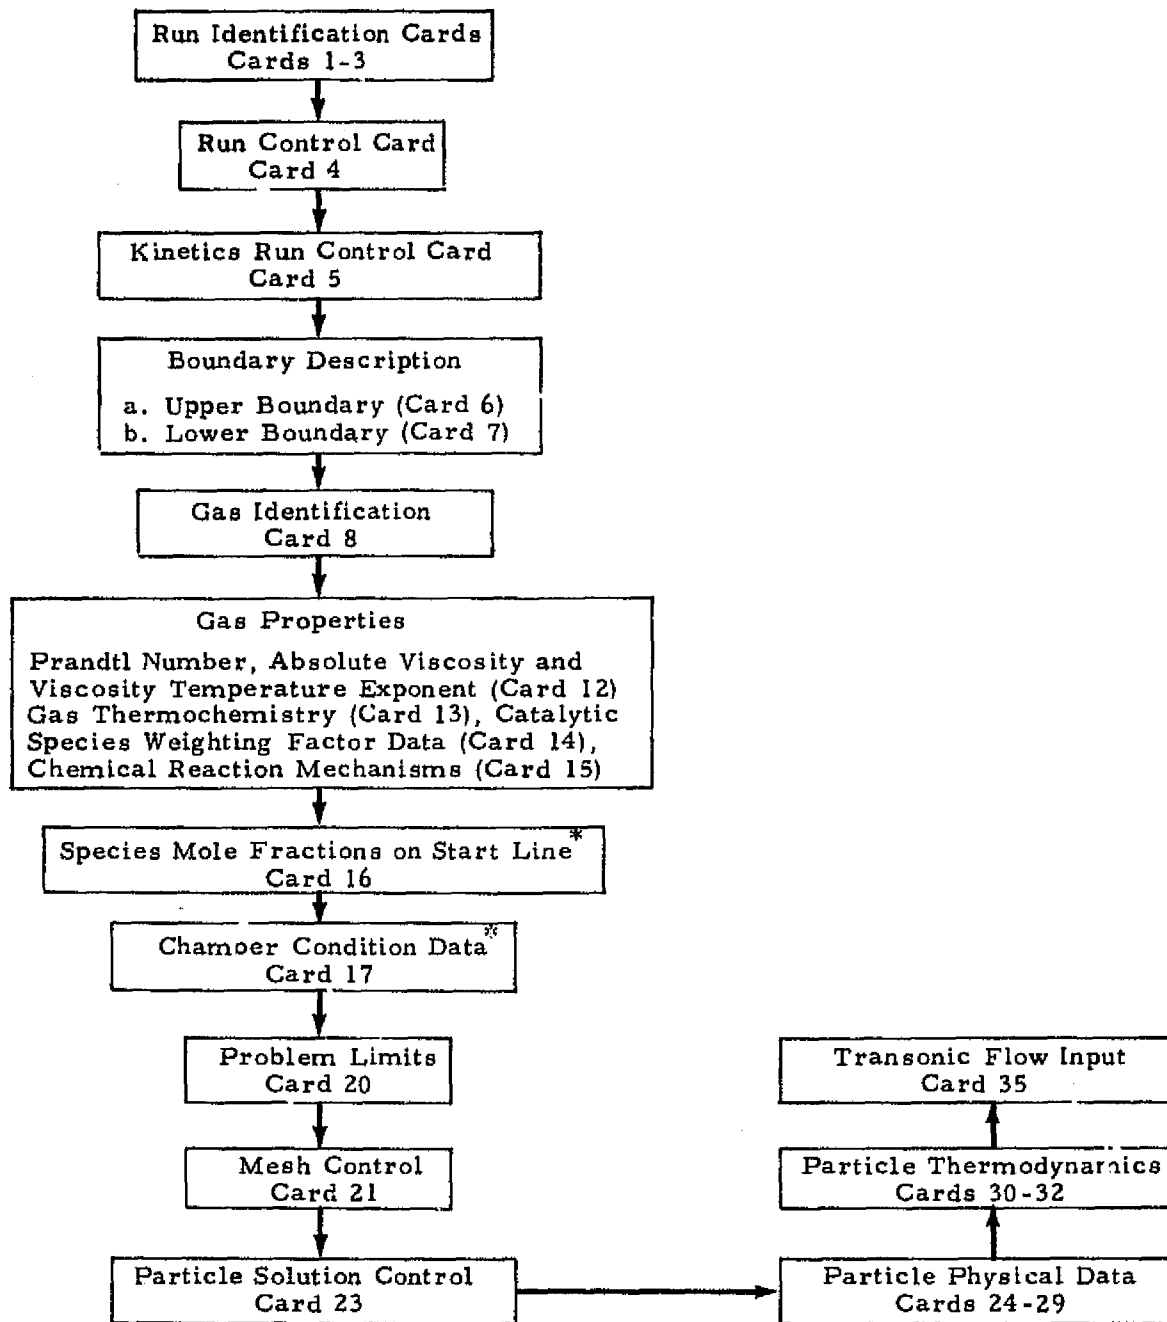 Run Identification Cards
Cards 1-3
Run Control Card
Card 4
Kinetics Run Control Card
Card 5
Boundary Description
a. Upper Boundary (Card 6)
b. Lower Boundary (Card 7)
Gas Identification
Card 8
Gas Properties
Prandtl Number, Absolute Viscosity and
Viscosity Temperature Exponent (Card 12)
Gas Thermochemistry (Card 13), Catalytic
Species Weighting Factor Data (Card 14),
Chemical Reaction Mechanisms (Card 15)
Species Mole Fractions on Start Line*
Card 16
Chamoer Condition Data*
Card 17
Problem Limits
Card 20
Mesh Control
Card 21
Particle Solution Control
Card 23
Particle Physical Data
Cards 24-29
Particle Thermodynamics
Cards 30-32
Transonic Flow Input
Card 35